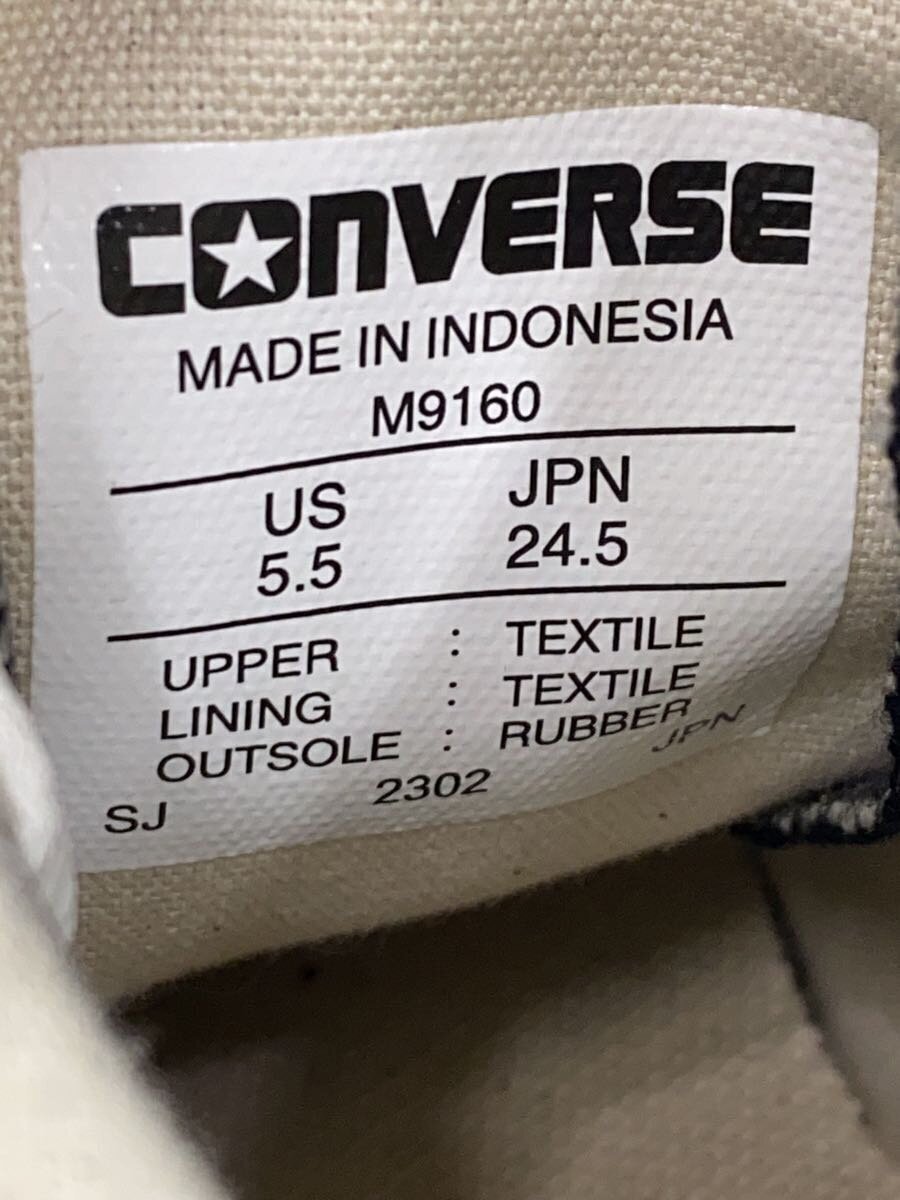 CONVERSE
MADE IN INDONESIA
M9160
US JPN
5.5 24.5
UPPER : TEXTILE
LINING : TEXTILE
OUTSOLE : RUBBER
SJ 2302 JPN